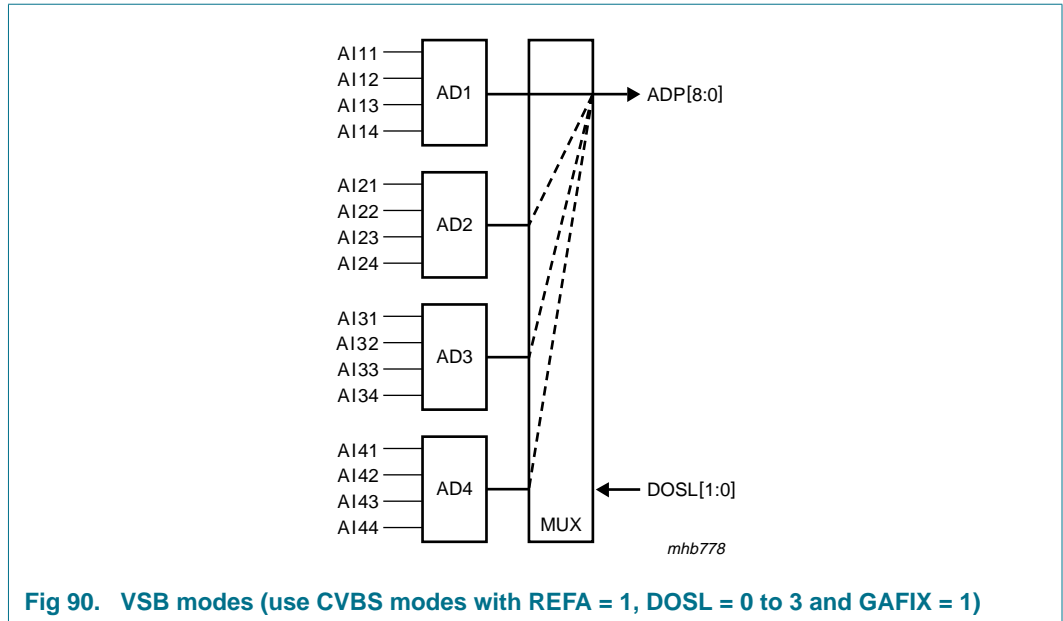 AI11
AI12
AI13
AI14
AD1
ADP[8:0]
AI21
AI22
AI23
AI24
AD2
AI31
AI32
AI33
AI34
AD3
AI41
AI42
AI43
AI44
AD4
DOSL[1:0]
MUX
mhb778
Fig 90. VSB modes (use CVBS modes with REFA = 1, DOSL = 0 to 3 and GAFIX = 1)